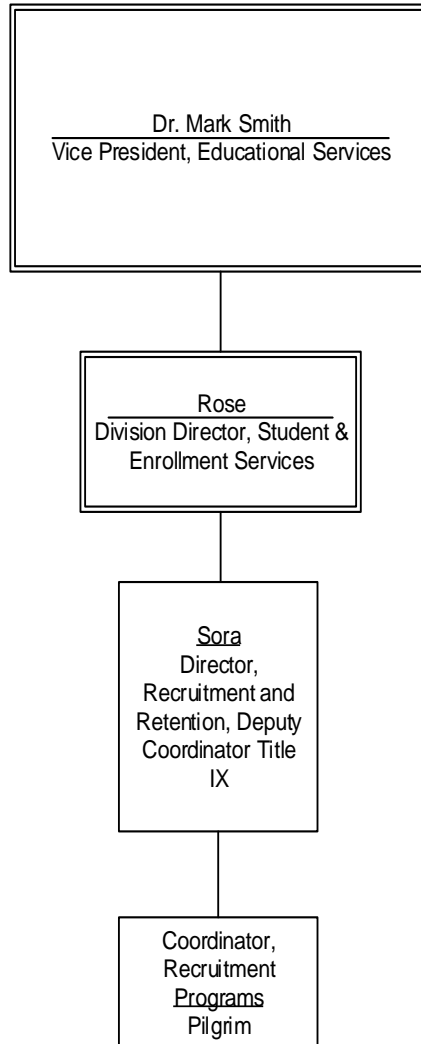 Dr. Mark Smith
Vice President, Educational Services
Rose
Division Director, Student &
Enrollment Services
Sora
Director,
Recruitment and
Retention, Deputy
Coordinator Title
IX
Coordinator,
Recruitment
Programs
Pilgrim